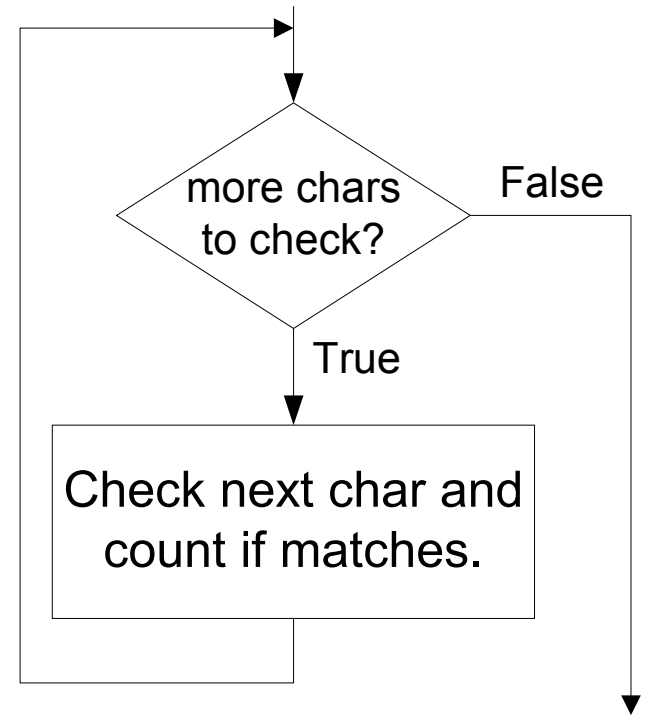 more chars
to check?
False
True
Check next char and
count if matches.